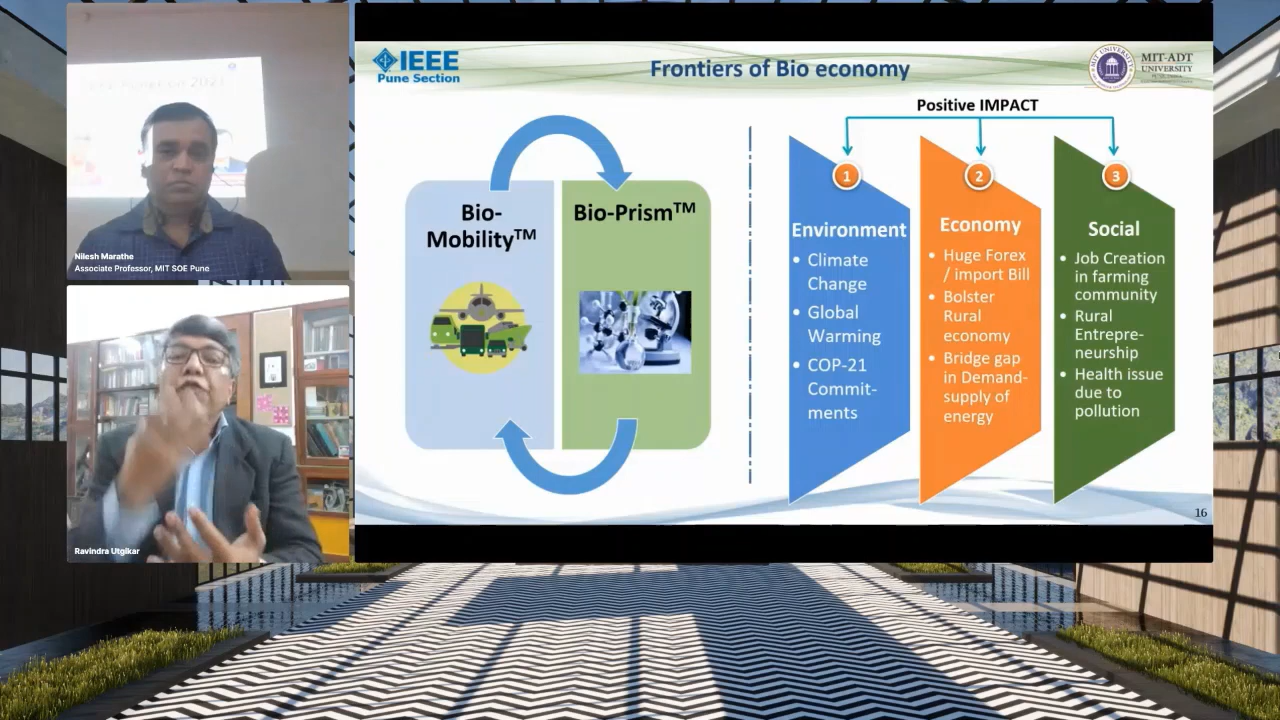 Nilesh Marathe
Associate Professor, MIT SOE Pune
Ravindra Utgikar
IEEE
Pune Section
Frontiers of Bio economy
MIT-ADT
UNIVERSITY
Positive IMPACT
Bio-
Mobility™
Bio-Prism™
1
Environment
• Climate
Change
• Global
Warming
• COP-21
Commit-
ments
2
Economy
• Huge Forex
/ import Bill
• Bolster
Rural
economy
• Bridge gap
in Demand-
supply of
energy
3
Social
• Job Creation
in farming
community
• Rural
Entrepre-
neurship
• Health issue
due to
pollution
16